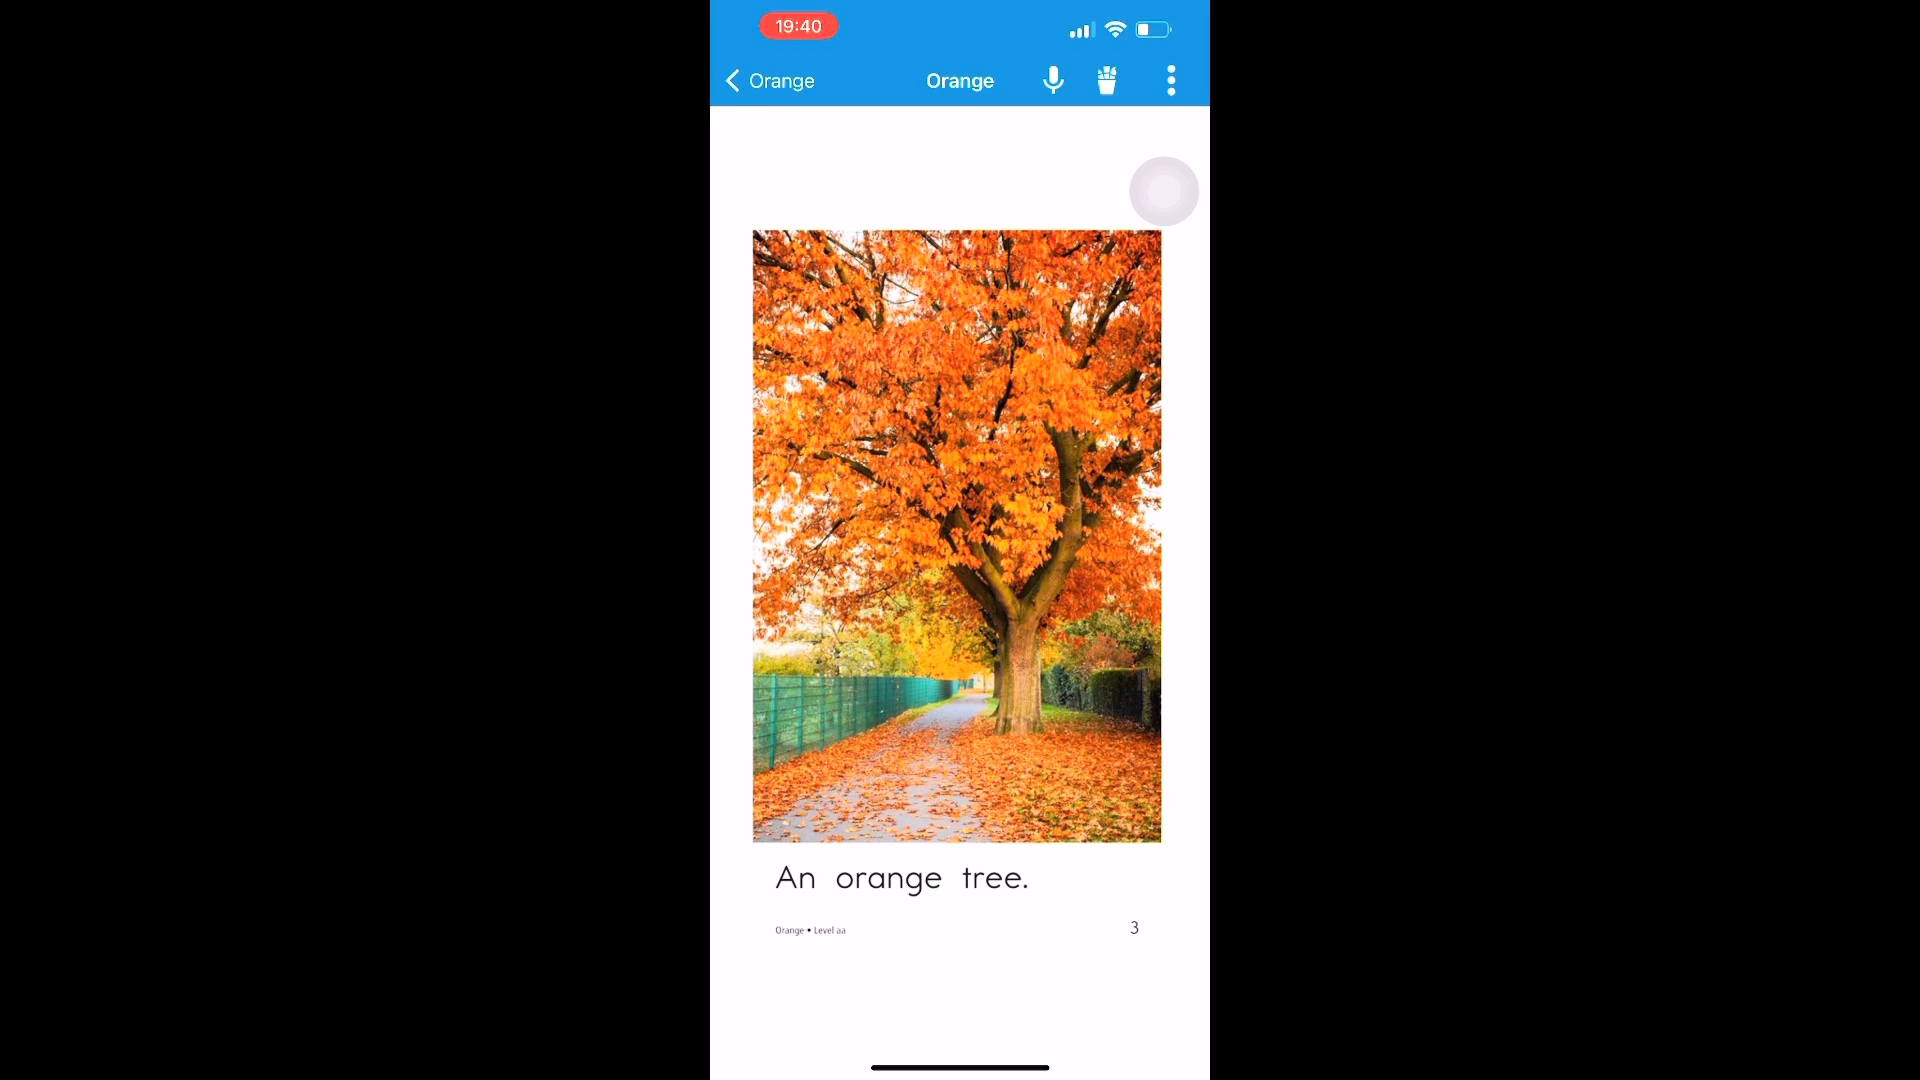 19:40
Orange
Orange
An orange tree.
Orange • Level aa
3